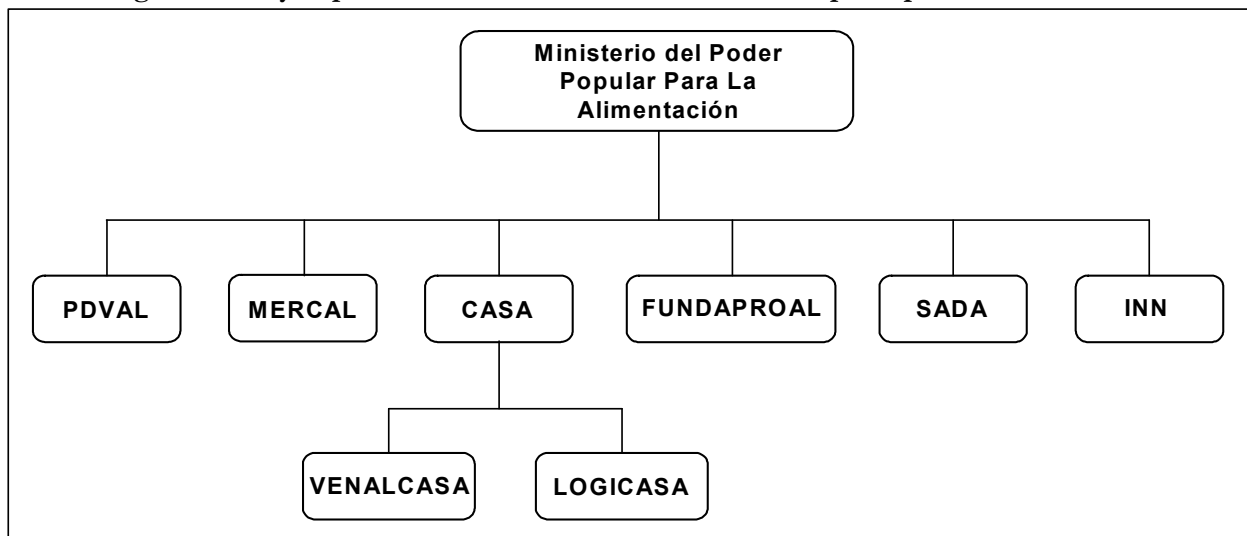 Ministerio del Poder
Popular Para La
Alimentación
PDVAL
MERCAL
CASA
FUNDAPROAL
SADA
INN
VENALCASA
LOGICASA